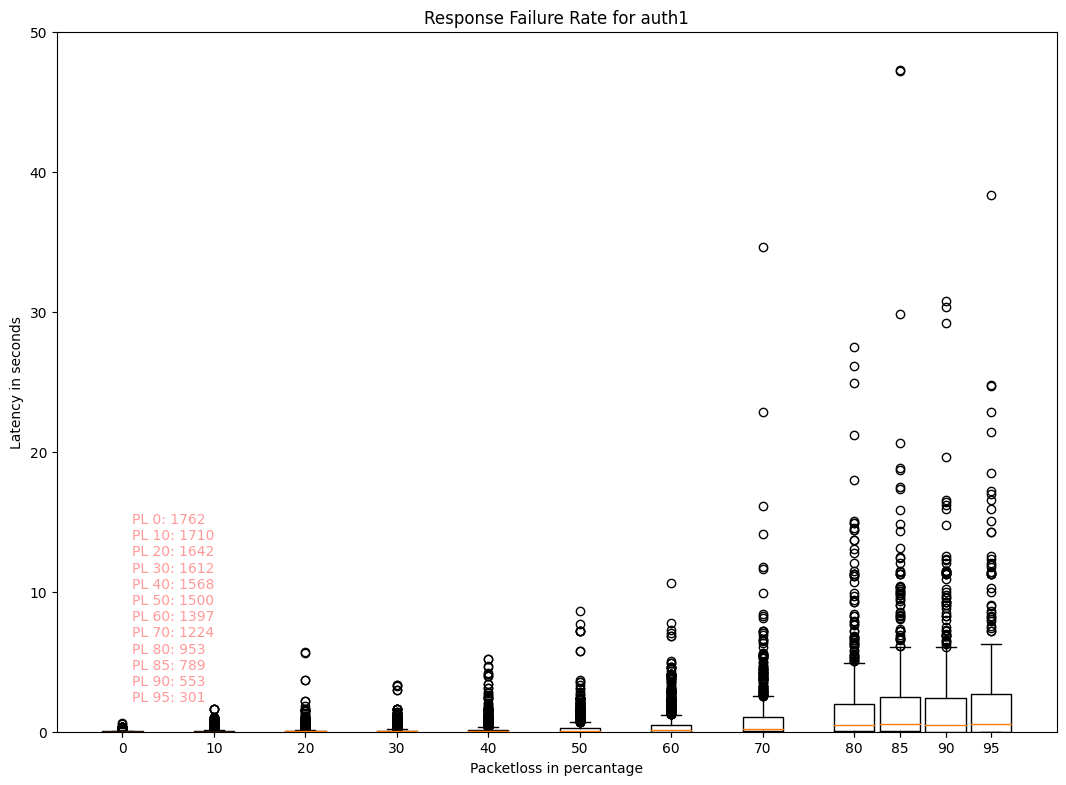 Response Failure Rate for auth1
Latency in seconds
50
40
30
20
10
0
PL 0: 1762
PL 10: 1710
PL 20: 1642
PL 30: 1612
PL 40: 1568
PL 50: 1500
PL 60: 1397
PL 70: 1224
PL 80: 953
PL 85: 789
PL 90: 553
PL 95: 301
0 10 20 30 40 50 60 70 80 85 90 95
Packetloss in percantage